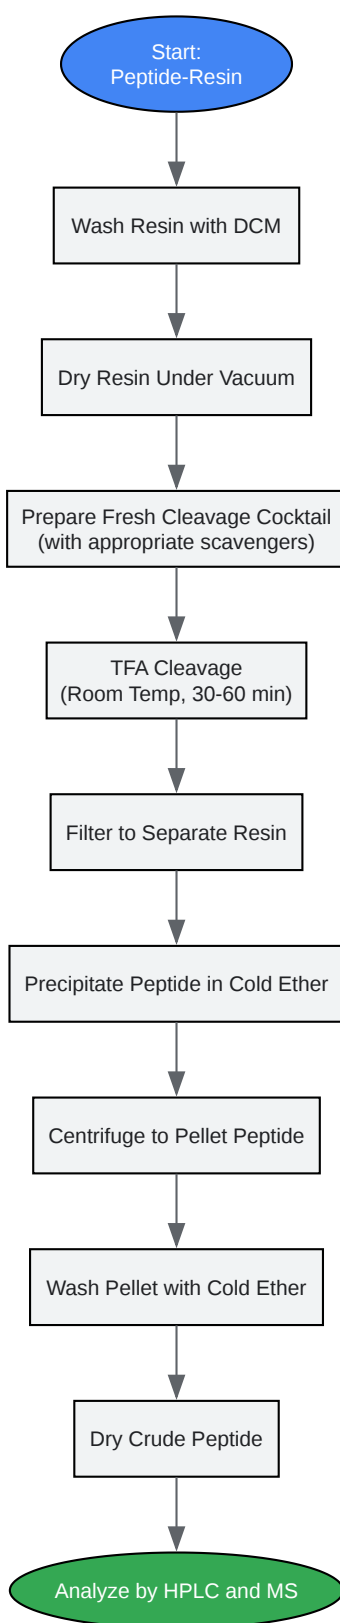 Start:
Peptide-Resin
Wash Resin with DCM
Dry Resin Under Vacuum
Prepare Fresh Cleavage Cocktail
(with appropriate scavengers)
TFA Cleavage
(Room Temp, 30-60 min)
Filter to Separate Resin
Precipitate Peptide in Cold Ether
Centrifuge to Pellet Peptide
Wash Pellet with Cold Ether
Dry Crude Peptide
Analyze by HPLC and MS